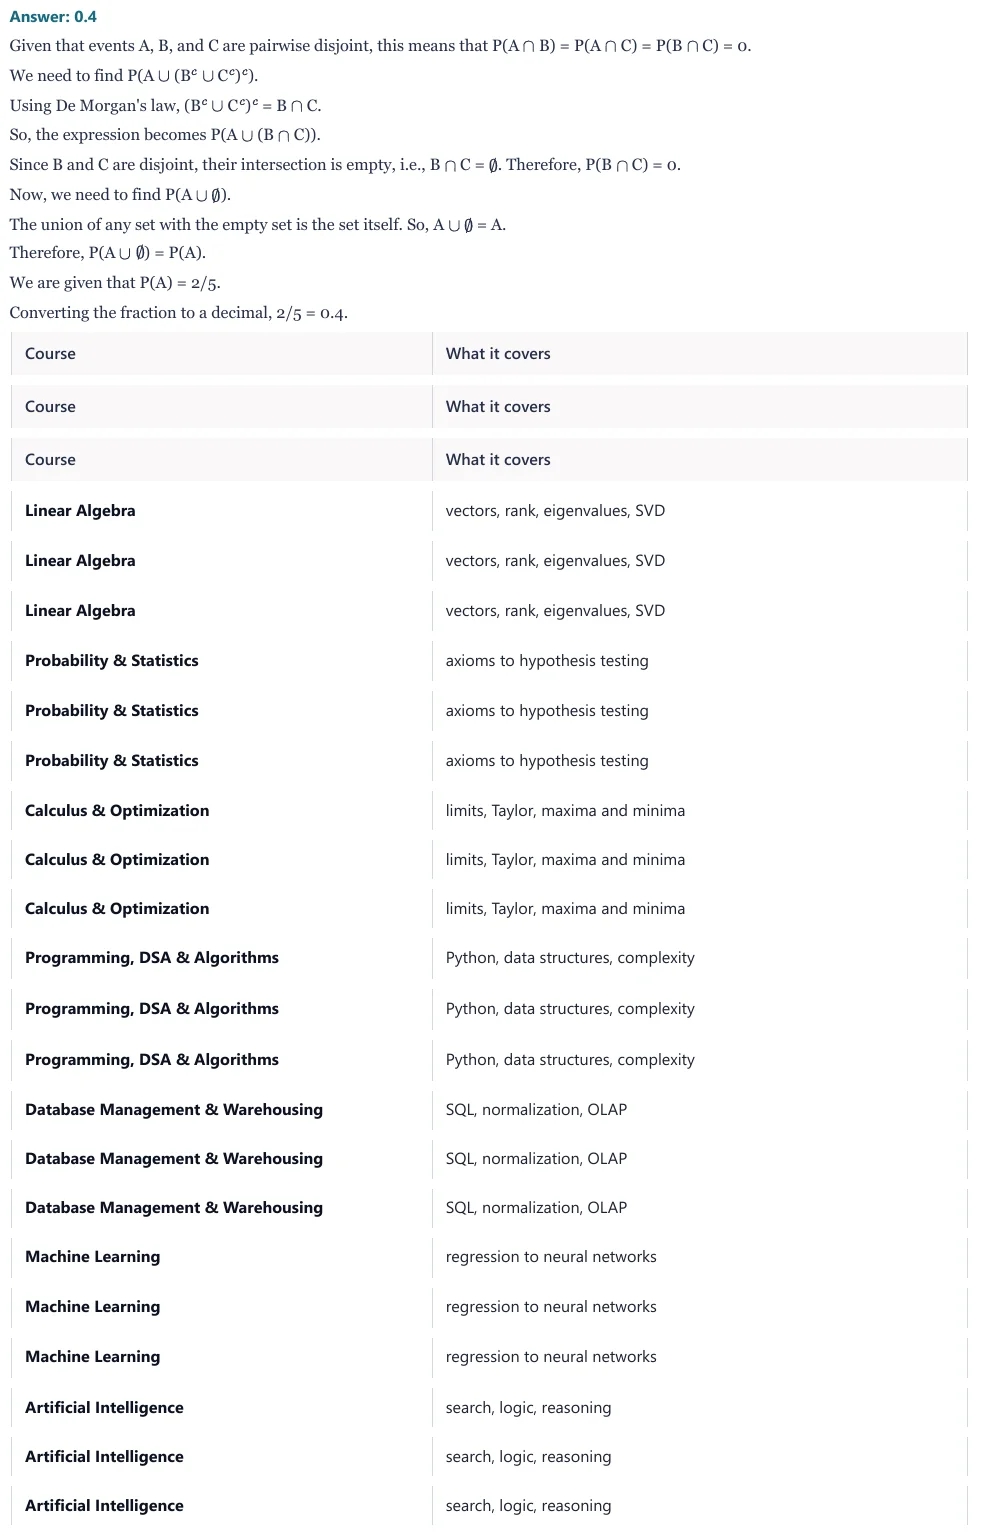 Answer: 0.4
Given that events A, B, and C are pairwise disjoint, this means that P(A ∩ B) = P(A ∩ C) = P(B ∩ C) = 0.
We need to find P(A ∪ (Bᶜ ∪ Cᶜ)ᶜ).
Using De Morgan's law, (Bᶜ ∪ Cᶜ)ᶜ = B ∩ C.
So, the expression becomes P(A ∪ (B ∩ C)).
Since B and C are disjoint, their intersection is empty, i.e., B ∩ C = ∅. Therefore, P(B ∩ C) = 0.
Now, we need to find P(A ∪ ∅).
The union of any set with the empty set is the set itself. So, A ∪ ∅ = A.
Therefore, P(A ∪ ∅) = P(A).
We are given that P(A) = 2/5.
Converting the fraction to a decimal, 2/5 = 0.4.
Course What it covers
Course What it covers
Course What it covers
Linear Algebra vectors, rank, eigenvalues, SVD
Linear Algebra vectors, rank, eigenvalues, SVD
Linear Algebra vectors, rank, eigenvalues, SVD
Probability & Statistics axioms to hypothesis testing
Probability & Statistics axioms to hypothesis testing
Probability & Statistics axioms to hypothesis testing
Calculus & Optimization limits, Taylor, maxima and minima
Calculus & Optimization limits, Taylor, maxima and minima
Calculus & Optimization limits, Taylor, maxima and minima
Programming, DSA & Algorithms Python, data structures, complexity
Programming, DSA & Algorithms Python, data structures, complexity
Programming, DSA & Algorithms Python, data structures, complexity
Database Management & Warehousing SQL, normalization, OLAP
Database Management & Warehousing SQL, normalization, OLAP
Database Management & Warehousing SQL, normalization, OLAP
Machine Learning regression to neural networks
Machine Learning regression to neural networks
Machine Learning regression to neural networks
Artificial Intelligence search, logic, reasoning
Artificial Intelligence search, logic, reasoning
Artificial Intelligence search, logic, reasoning